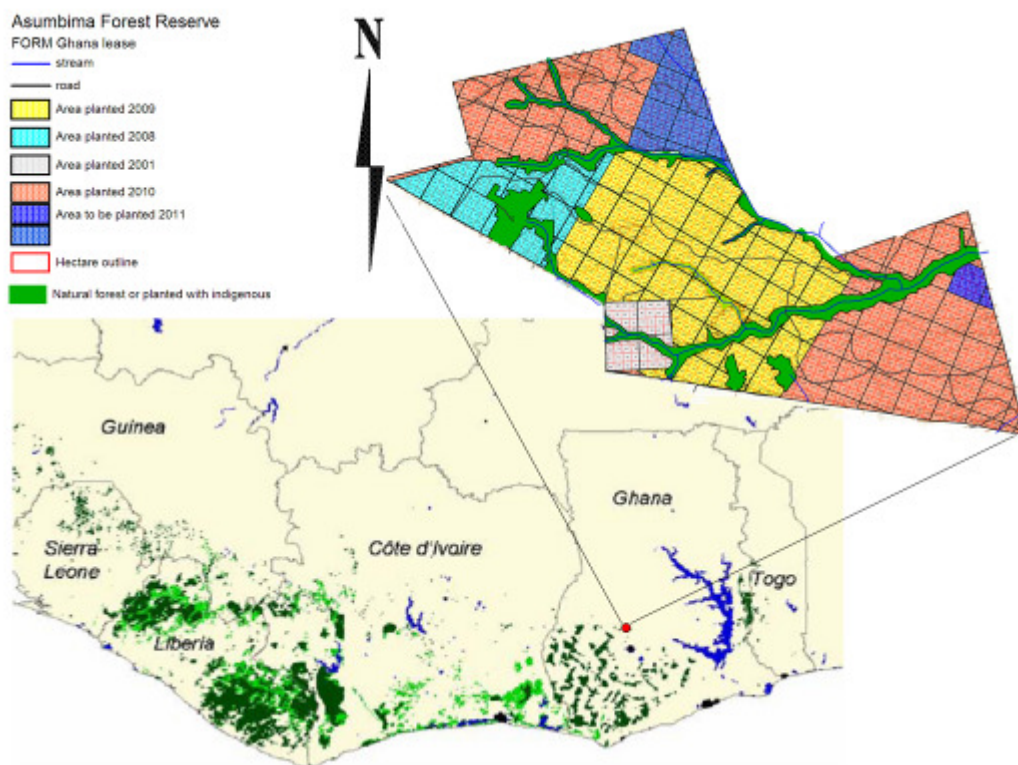 Asumbima Forest Reserve
FORM Ghana lease
stream
road
Area planted 2009
Area planted 2008
Area planted 2001
Area planted 2010
Area to be planted 2011
Hectare outline
Natural forest or planted with indigenous
N
Guinea
Sierra
Leone
Liberia
Côte d'Ivoire
Ghana
Togo